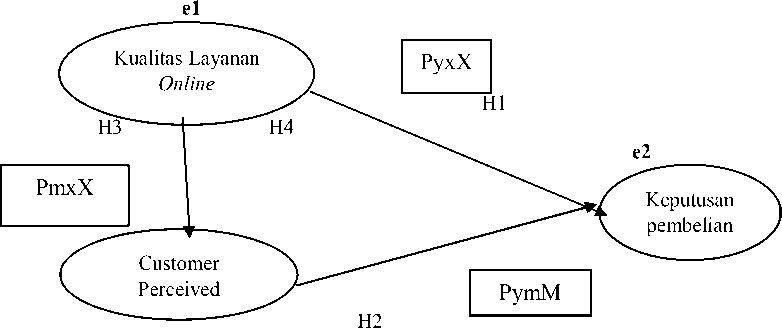 e1
Kualitas Layanan
Online
PyxX
H1
H3
H4
e2
PmxX
Keputusan
pembelian
Customer
Perceived
PymM
H2